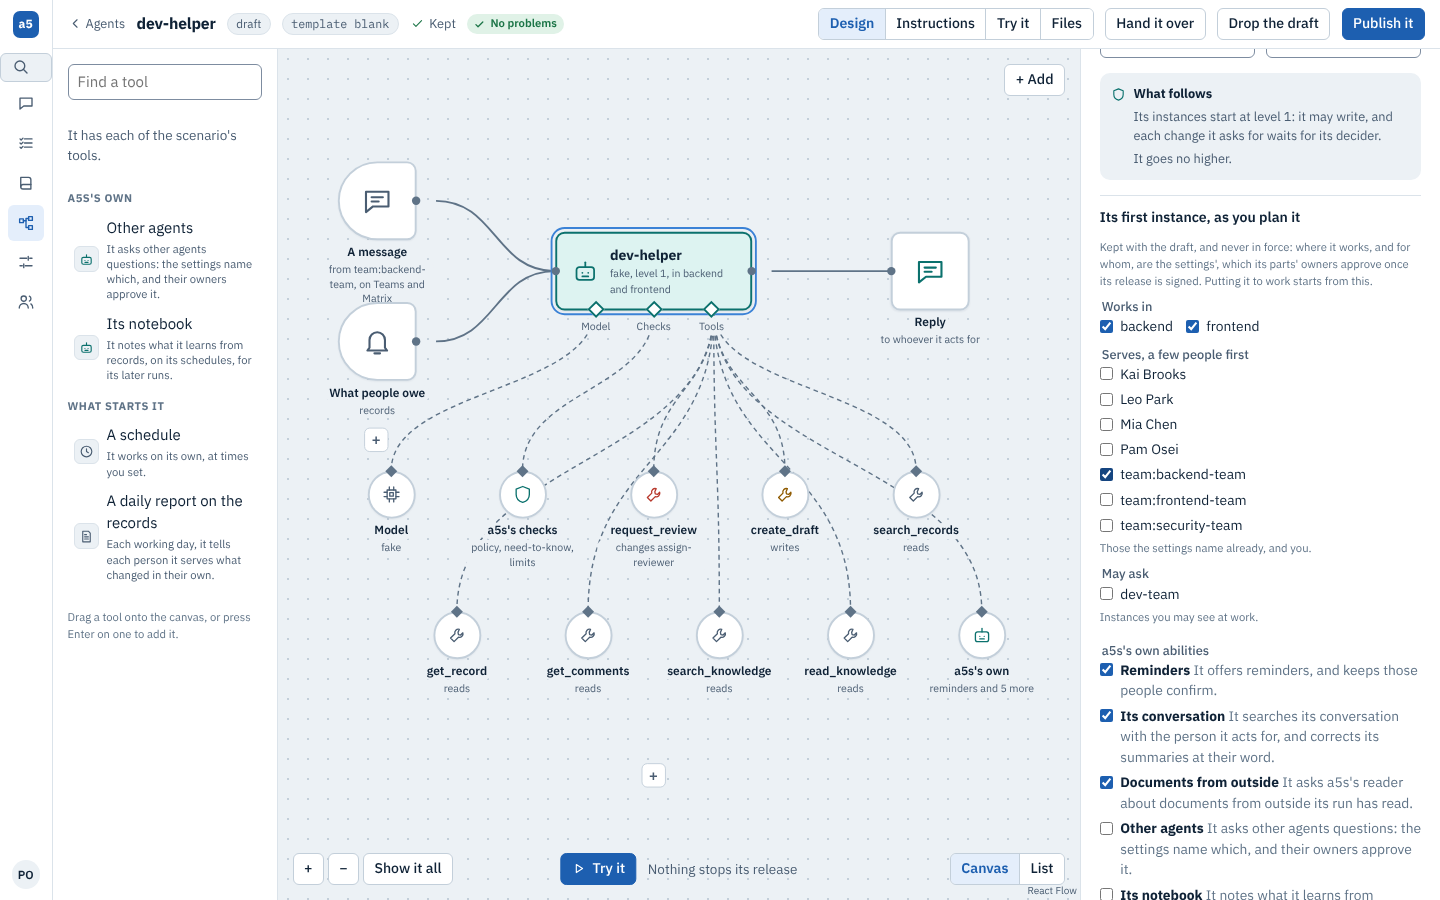 a5
Agents
dev-helper
draft
template blank
Kept
No problems
Design
Instructions
Try it
Files
Hand it over
Drop the draft
Publish it
Find a tool
It has each of the scenario's
tools.
A5S'S OWN
Other agents
It asks other agents
questions: the settings name
which, and their owners
approve it.
Its notebook
It notes what it learns from
records, on its schedules, for
its later runs.
WHAT STARTS IT
A schedule
It works on its own, at times
you set.
A daily report on the
records
Each working day, it tells
each person it serves what
changed in their own.
Drag a tool onto the canvas, or press
Enter on one to add it.
PO
+ Add
A message
from team:backend-
team, on Teams and
Matrix
What people owe
records
+
dev-helper
fake, level 1, in backend
and frontend
Model
Checks
Tools
Reply
to whoever it acts for
Model
fake
a5s's checks
policy, need-to-know,
limits
request_review
changes assign-
reviewer
create_draft
writes
search_records
reads
get_record
reads
get_comments
reads
search_knowledge
reads
read_knowledge
reads
a5s's own
reminders and 5 more
+
+
−
Show it all
Try it
Nothing stops its release
Canvas
List
React Flow
What follows
Its instances start at level 1: it may write, and
each change it asks for waits for its decider.
It goes no higher.
Its first instance, as you plan it
Kept with the draft, and never in force: where it works, and for
whom, are the settings', which its parts' owners approve once
its release is signed. Putting it to work starts from this.
Works in
backend
frontend
Serves, a few people first
Kai Brooks
Leo Park
Mia Chen
Pam Osei
team:backend-team
team:frontend-team
team:security-team
Those the settings name already, and you.
May ask
dev-team
Instances you may see at work.
a5s's own abilities
Reminders It offers reminders, and keeps those
people confirm.
Its conversation It searches its conversation
with the person it acts for, and corrects its
summaries at their word.
Documents from outside It asks a5s's reader
about documents from outside its run has read.
Other agents It asks other agents questions: the
settings name which, and their owners approve
it.
Its notebook It notes what it learns from